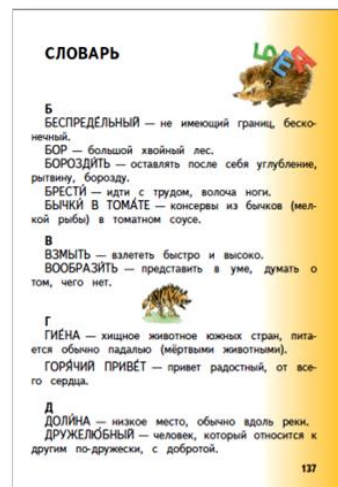 БЕЯ
СЛОВАРЬ
Б
БЕСПРЕДЕ́ЛЬНЫЙ — не имеющий границ, беско-
нечный.
БОР — большой хвойный лес.
БОРОЗДИ́ТЬ — оставлять после себя углубление,
рытвину, борозду.
БРЕСТИ́ — идти с трудом, волоча ноги.
БЫЧКИ́ В ТОМА́ТЕ — консервы из бычков (мел-
кой рыбы) в томатном соусе.
В
ВЗМЫТЬ — взлететь быстро и высоко.
ВООБРАЗИ́ТЬ — представить в уме, думать о
том, чего нет.
Г
ГИЕ́НА — хищное животное южных стран, пита-
ется обычно падалью (мёртвыми животными).
ГОРЯ́ЧИЙ ПРИВЕ́Т — привет радостный, от все-
го сердца.
Д
ДОЛИ́НА — низкое место, обычно вдоль реки.
ДРУЖЕЛЮ́БНЫЙ — человек, который относится к
другим по-дружески, с добротой.
137